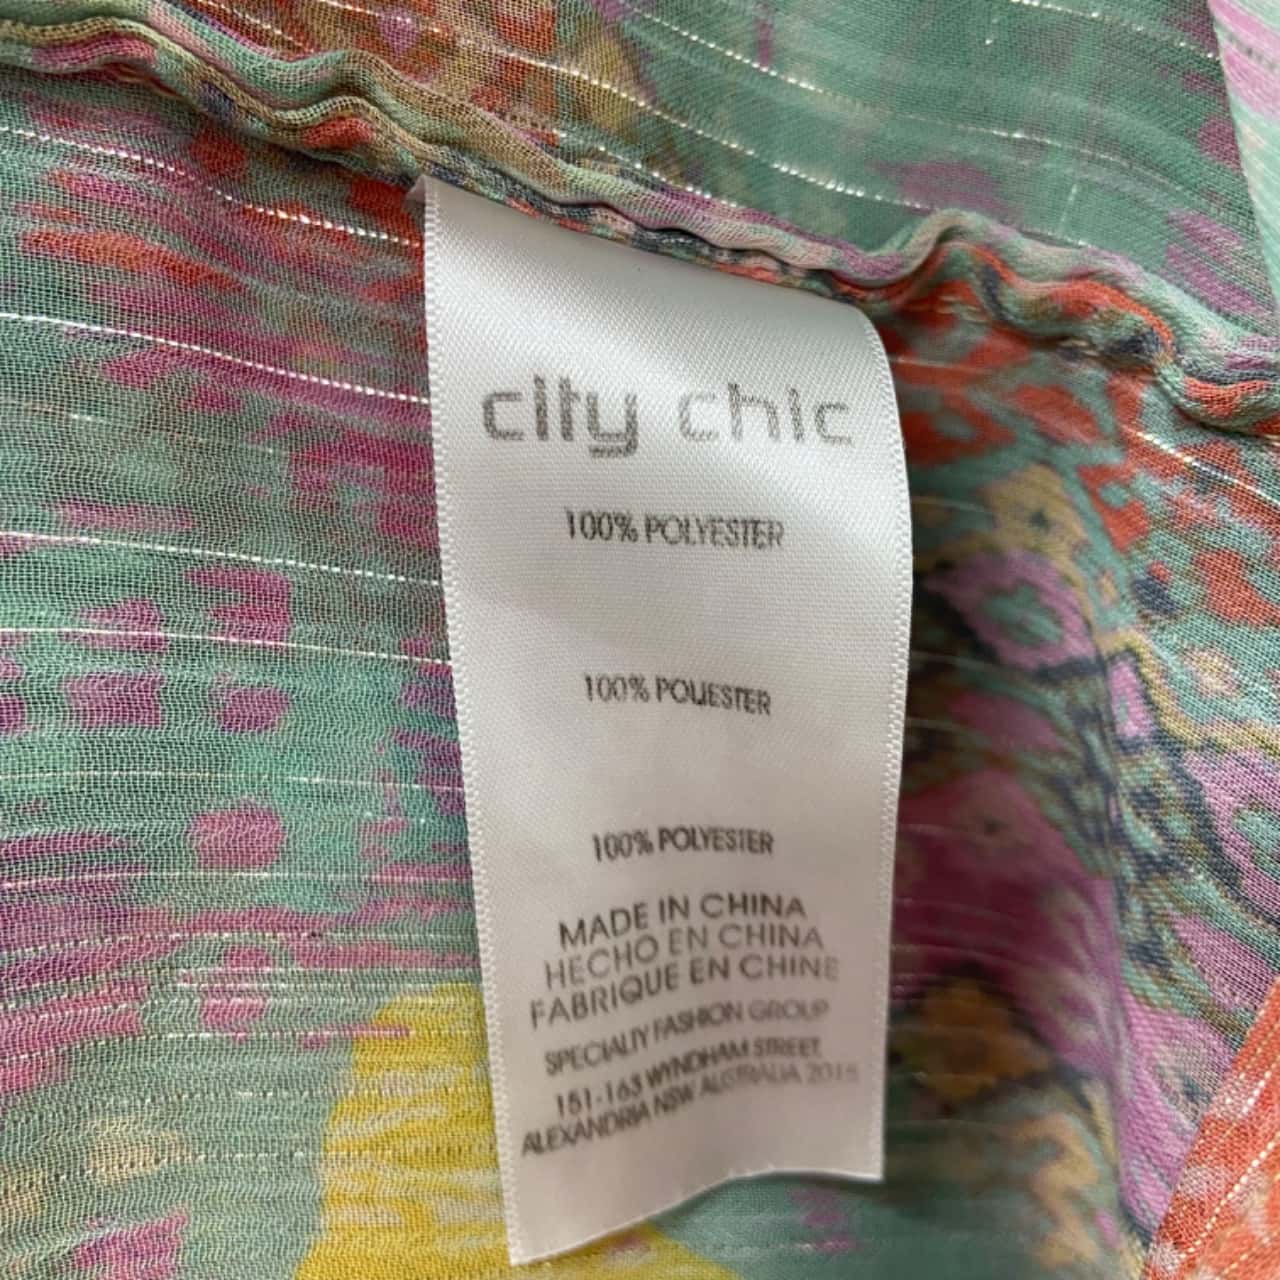 city chic
100% POLYESTER
100% POLIESTER
100% POLYESTER
MADE IN CHINA
HECHO EN CHINA
FABRIQUE EN CHINE
SPECIALTY FASHION GROUP
151-163 WYNDHAM STREET
ALEXANDRIA NSW AUSTRALIA 2015